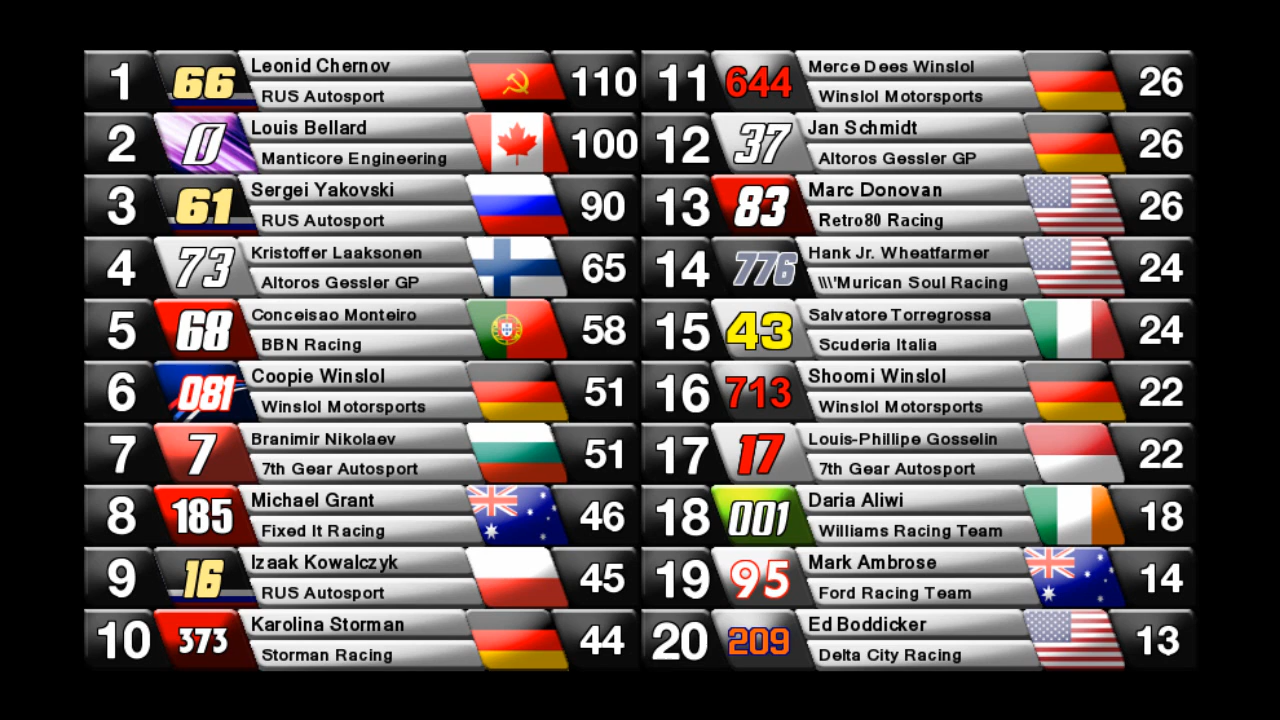 1 66 Leonid Chernov 110
RUS Autosport
2 0 Louis Bellard 100
Manticore Engineering
3 61 Sergei Yakovski 90
RUS Autosport
4 73 Kristoffer Laaksonen 65
Altoros Gessler GP
5 68 Conceisao Monteiro 58
BBN Racing
6 081 Coopie Winslol 51
Winslol Motorsports
7 7 Branimir Nikolaev 51
7th Gear Autosport
8 185 Michael Grant 46
Fixed It Racing
9 16 Izaak Kowalczyk 45
RUS Autosport
10 373 Karolina Storman 44
Storman Racing
11 644 Merce Dees Winslol 26
Winslol Motorsports
12 37 Jan Schmidt 26
Altoros Gessler GP
13 83 Marc Donovan 26
Retro80 Racing
14 776 Hank Jr. Wheatfarmer 24
\\\'Murican Soul Racing
15 43 Salvatore Torregrossa 24
Scuderia Italia
16 713 Shoomi Winslol 22
Winslol Motorsports
17 17 Louis-Phillipe Gosselin 22
7th Gear Autosport
18 001 Daria Aliwi 18
Williams Racing Team
19 95 Mark Ambrose 14
Ford Racing Team
20 209 Ed Boddicker 13
Delta City Racing